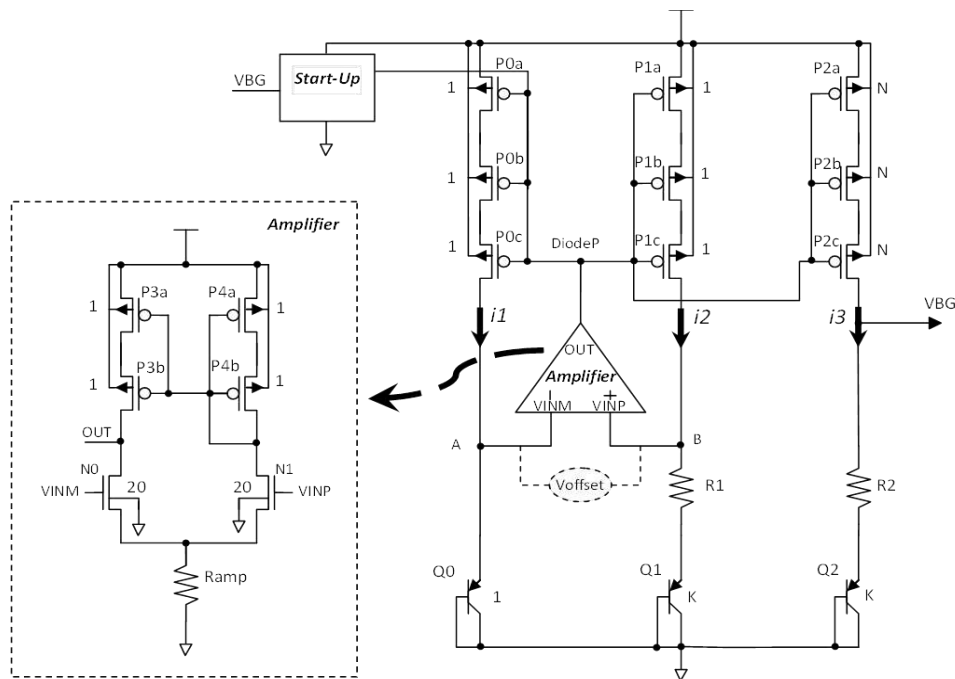 VBG
Start-Up
P0a
1
P1a
1
P2a
N
P0b
1
P1b
1
P2b
N
P0c
1
DiodeP
P1c
1
P2c
N
i1
i2
i3
VBG
OUT
Amplifier
VINM
VINP
-
+
A
B
Voffset
R1
R2
Q0
1
Q1
K
Q2
K
Amplifier
P3a
1
P4a
1
P3b
1
P4b
1
OUT
N0
N1
VINM
20
20
VINP
Ramp